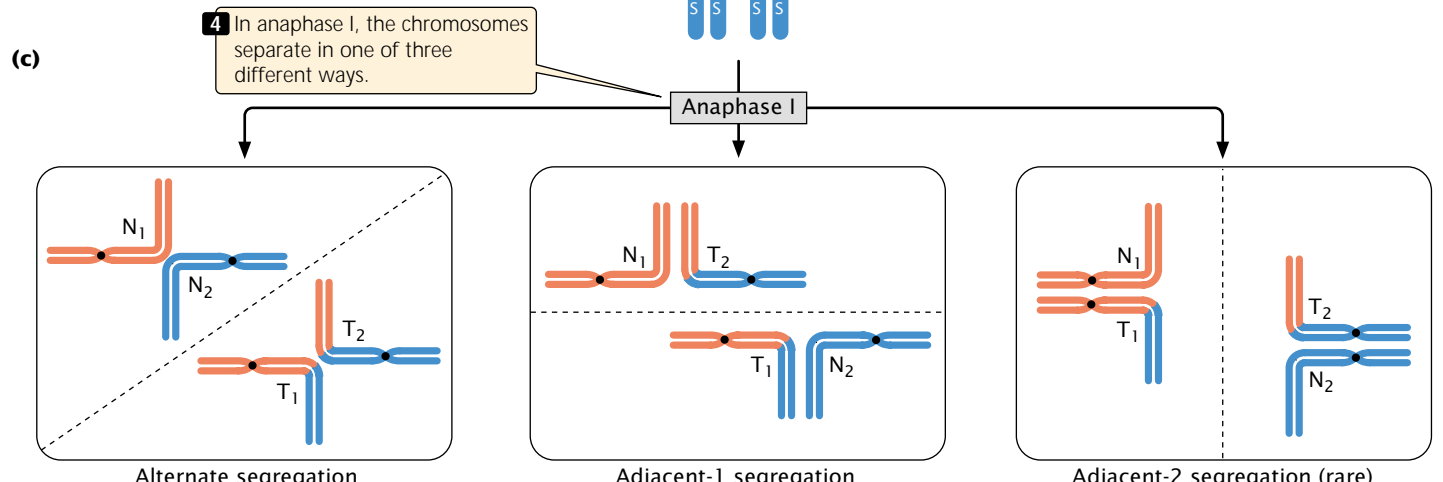 S S S S
4 In anaphase I, the chromosomes
separate in one of three
different ways.
(c)
Anaphase I
N1
N2
T2
T1
N1 T2
T1 N2
N1
T1
T2
N2
Alternate segregation
Adjacent-1 segregation
Adjacent-2 segregation (rare)